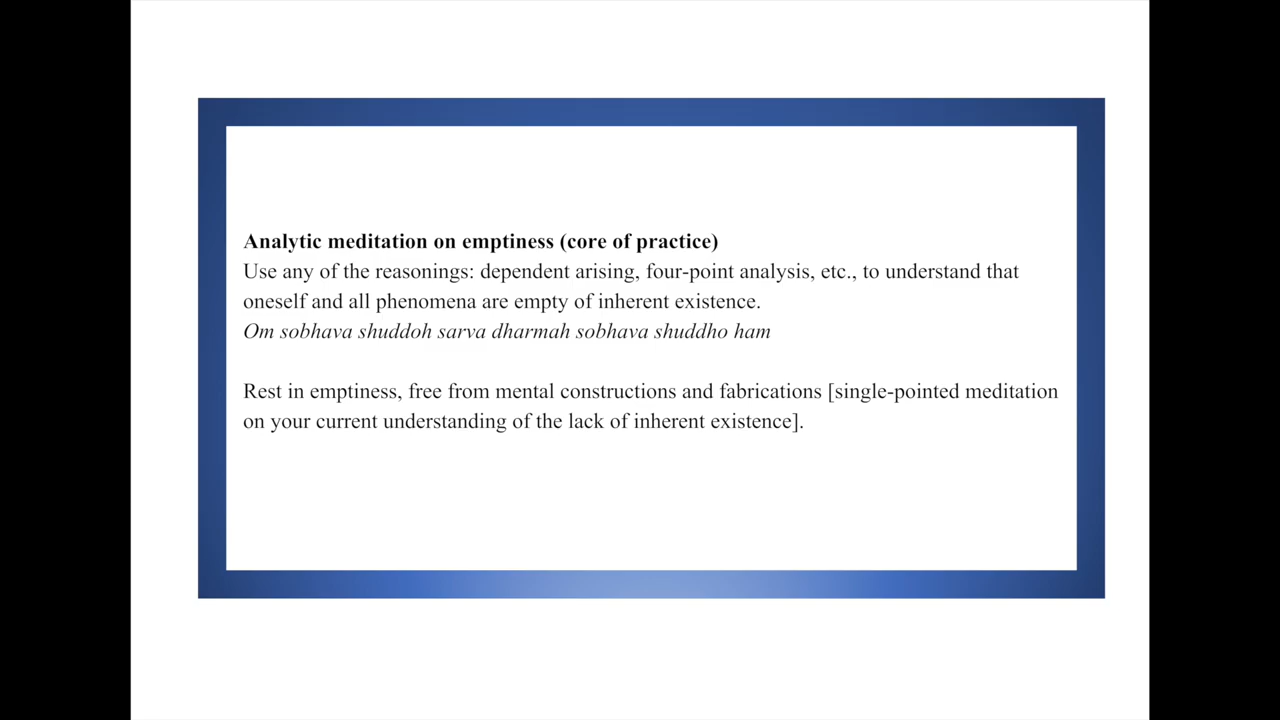 Analytic meditation on emptiness (core of practice)
Use any of the reasonings: dependent arising, four-point analysis, etc., to understand that
oneself and all phenomena are empty of inherent existence.
Om sobhava shuddoh sarva dharmah sobhava shuddho ham
Rest in emptiness, free from mental constructions and fabrications [single-pointed meditation
on your current understanding of the lack of inherent existence].